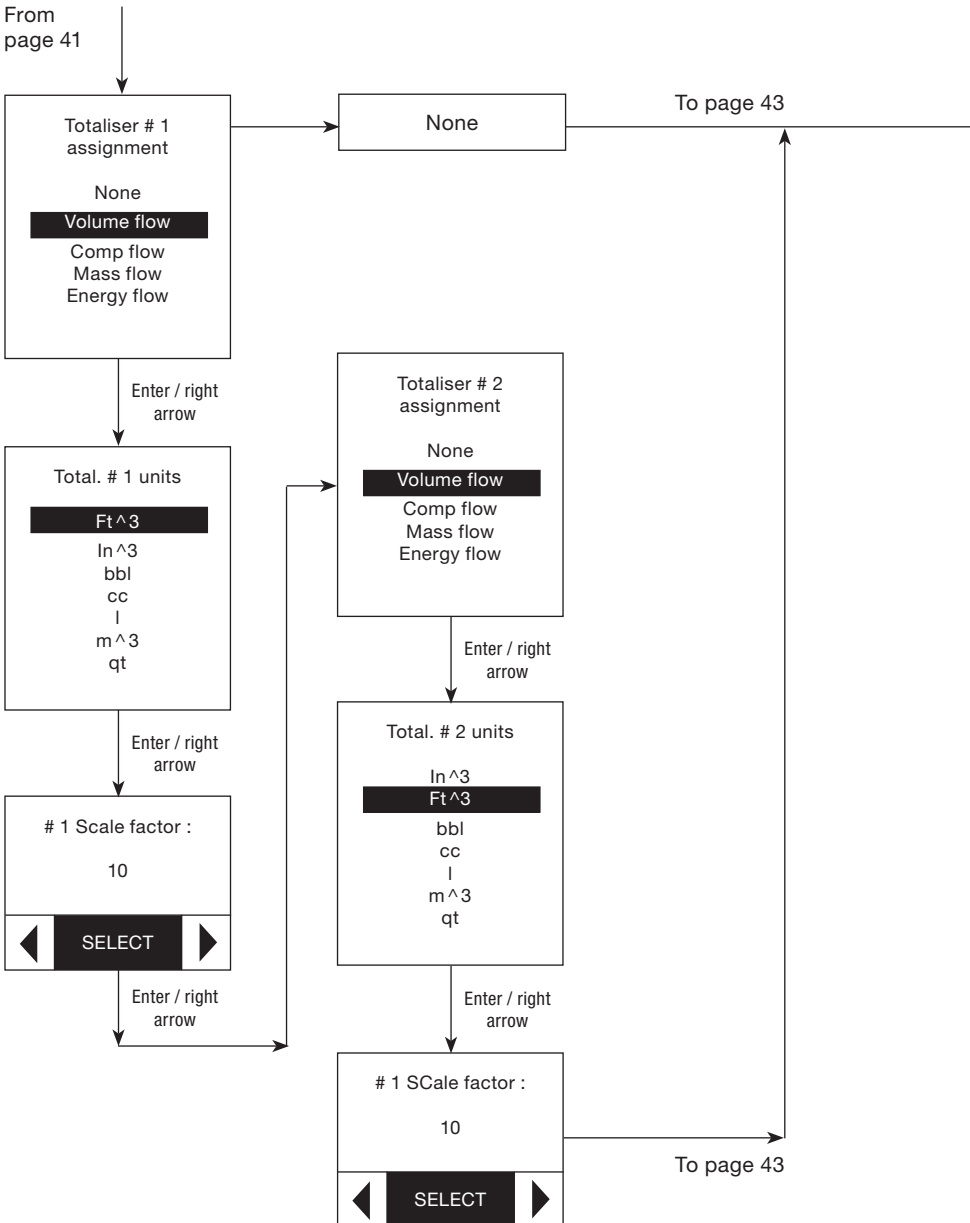 From
page 41
Totaliser # 1
assignment
None
Volume flow
Comp flow
Mass flow
Energy flow
None
To page 43
Enter / right
arrow
Total. # 1 units
Ft^3
In^3
bbl
cc
l
m^3
qt
Enter / right
arrow
# 1 Scale factor :
10
SELECT
Enter / right
arrow
Totaliser # 2
assignment
None
Volume flow
Comp flow
Mass flow
Energy flow
Enter / right
arrow
Total. # 2 units
In^3
Ft^3
bbl
cc
l
m^3
qt
Enter / right
arrow
# 1 SCale factor :
10
SELECT
To page 43